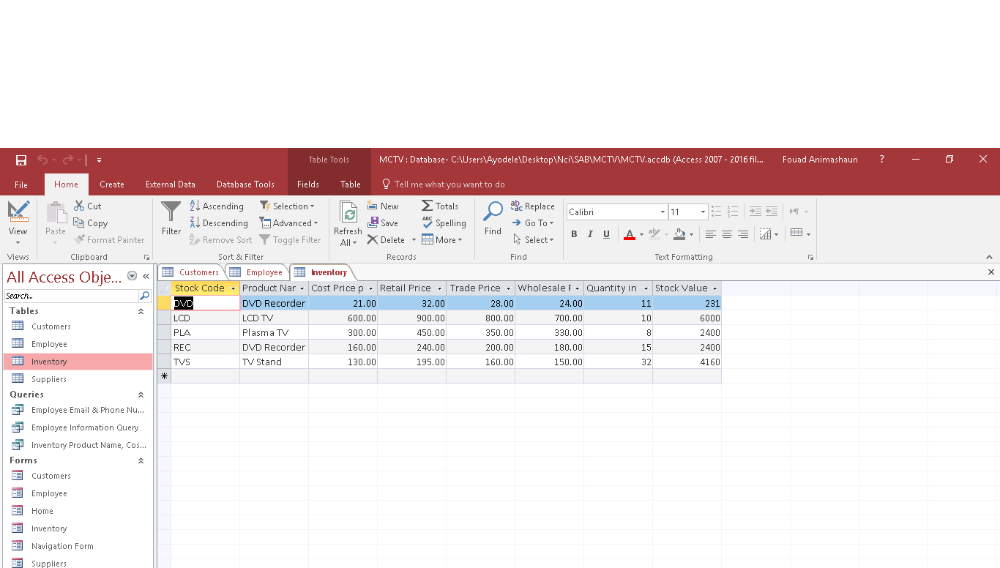 Table Tools
MCTV : Database- C:\Users\Ayodele\Desktop\Nci\SAB\MCTV\MCTV.accdb (Access 2007 - 2016 fil...
Fouad Animashaun
?
File Home Create External Data Database Tools Fields Table Tell me what you want to do
View
Views
Paste
Cut
Copy
Format Painter
Clipboard
Filter
Ascending
Descending
Remove Sort
Selection
Advanced
Toggle Filter
Sort & Filter
Refresh
All
New
Save
Delete
Totals
Spelling
More
Records
Find
Replace
Go To
Select
Find
Calibri 11
B I U A
Text Formatting
All Access Obje...
Search...
Tables
Customers
Employee
Inventory
Suppliers
Queries
Employee Email & Phone Nu...
Employee Information Query
Inventory Product Name, Cos...
Forms
Customers
Employee
Home
Inventory
Navigation Form
Suppliers
Customers Employee Inventory
Stock Code Product Nar Cost Price p Retail Price Trade Price Wholesale P Quantity in Stock Value
DVD DVD Recorder 21.00 32.00 28.00 24.00 11 231
LCD LCD TV 600.00 900.00 800.00 700.00 10 6000
PLA Plasma TV 300.00 450.00 350.00 330.00 8 2400
REC DVD Recorder 160.00 240.00 200.00 180.00 15 2400
TVS TV Stand 130.00 195.00 160.00 150.00 32 4160